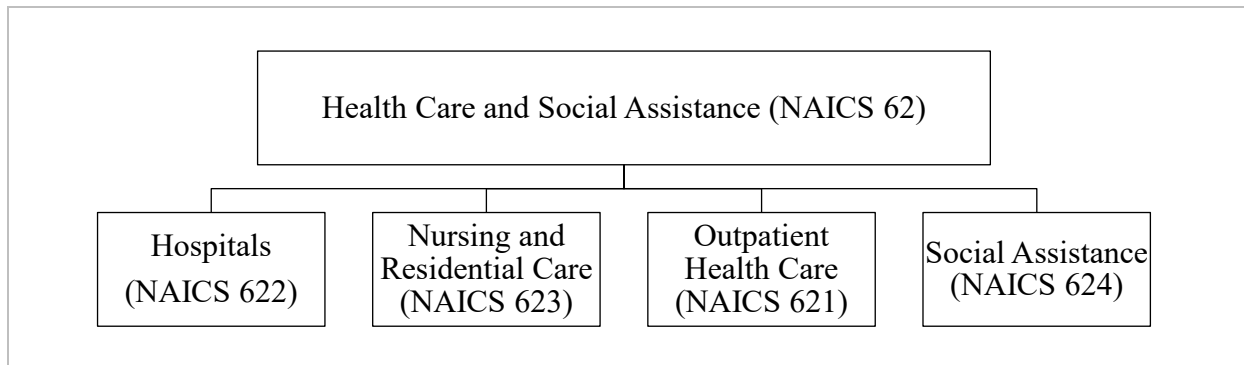 Health Care and Social Assistance (NAICS 62)
Hospitals
(NAICS 622)
Nursing and
Residential Care
(NAICS 623)
Outpatient
Health Care
(NAICS 621)
Social Assistance
(NAICS 624)